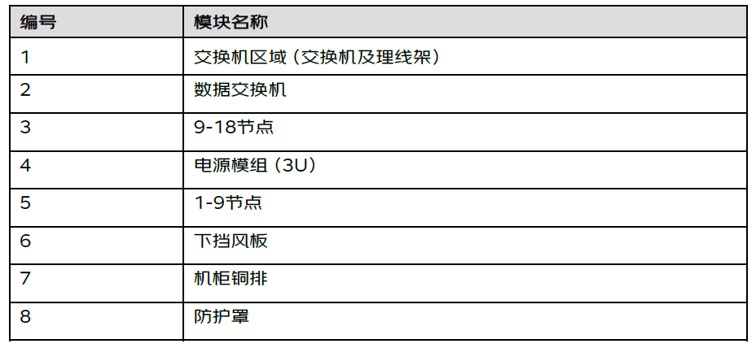 编号 模块名称
1 交换机区域（交换机及理线架）
2 数据交换机
3 9-18节点
4 电源模组（3U）
5 1-9节点
6 下挡风板
7 机柜铜排
8 防护罩